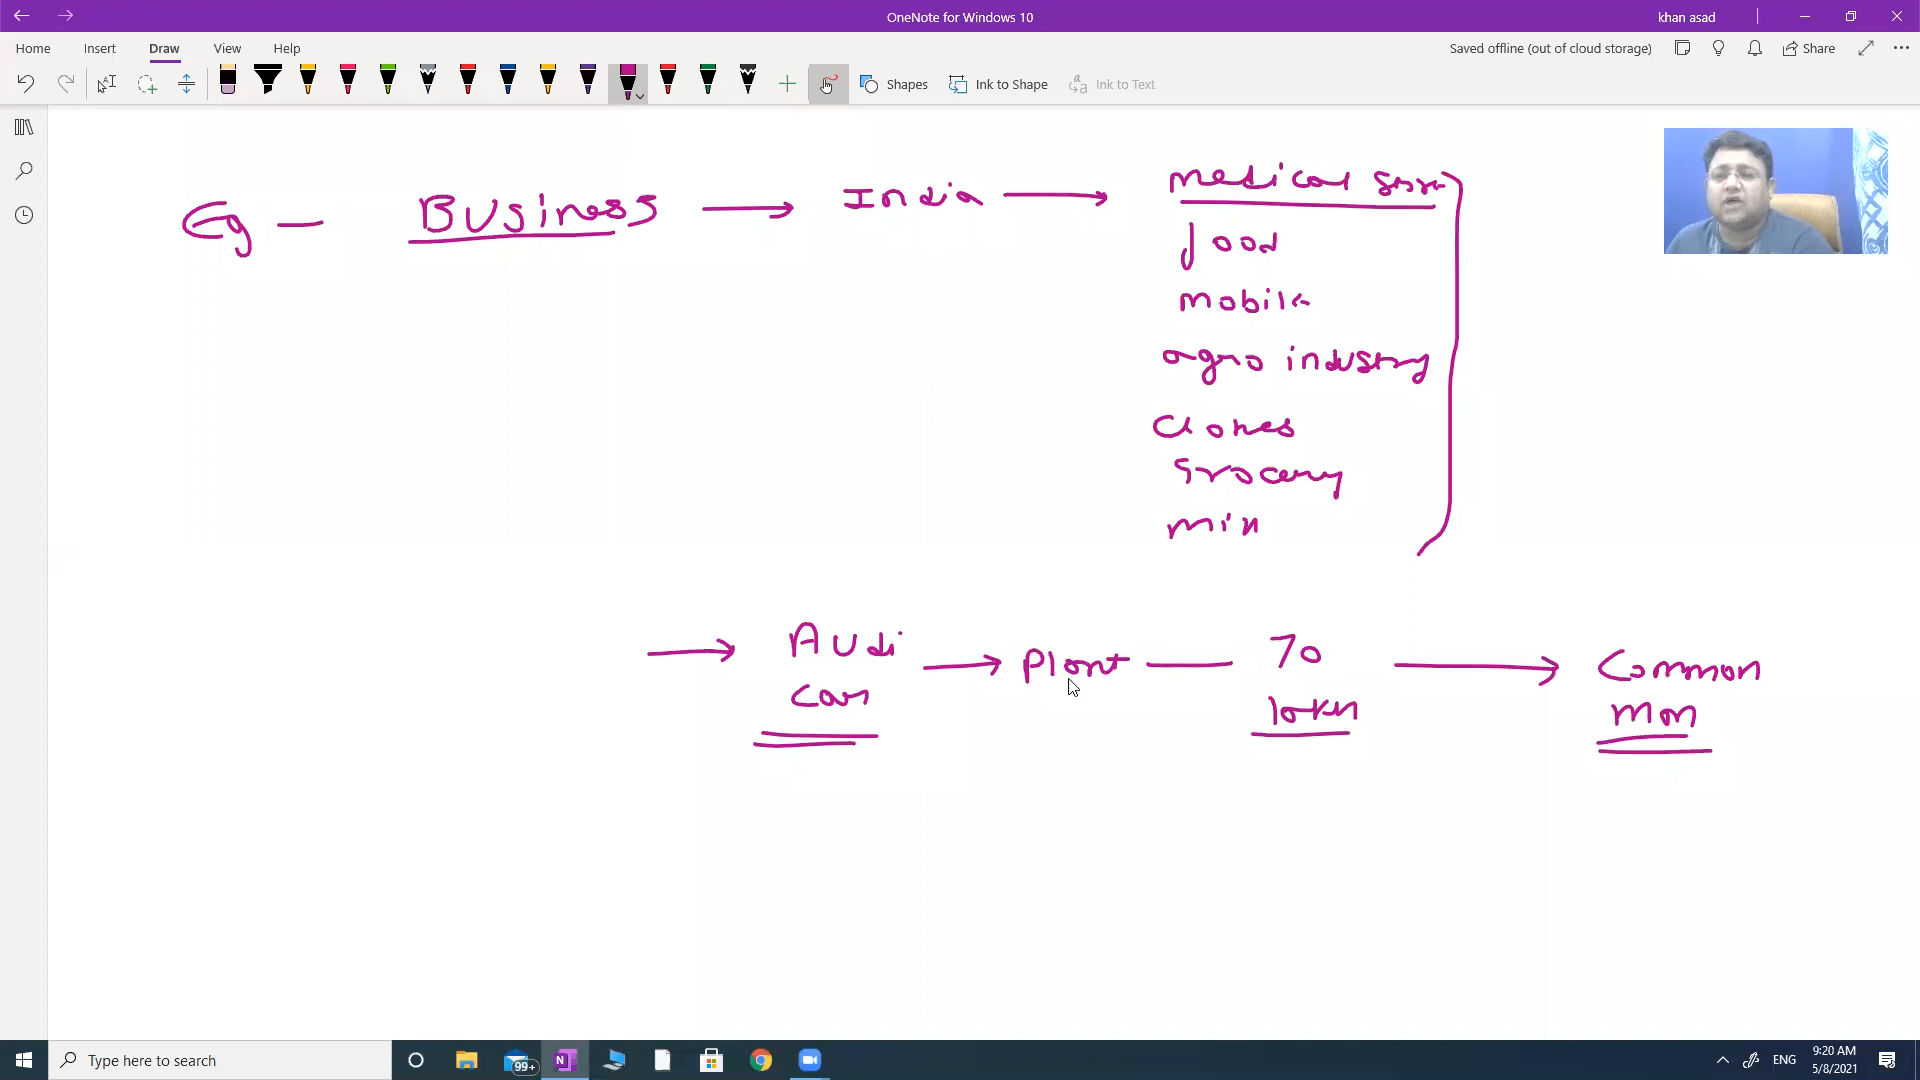 OneNote for Windows 10
khan asad
Home Insert Draw View Help
Saved offline (out of cloud storage)
Share
Shapes
Ink to Shape
Ink to Text
Eg - Business → India → medical
food
mobile
agro industry
Clothes
grocery
mix
→ Audi → Plant — 70 → Common
car lakh man
Type here to search
99+
ENG
9:20 AM
5/8/2021